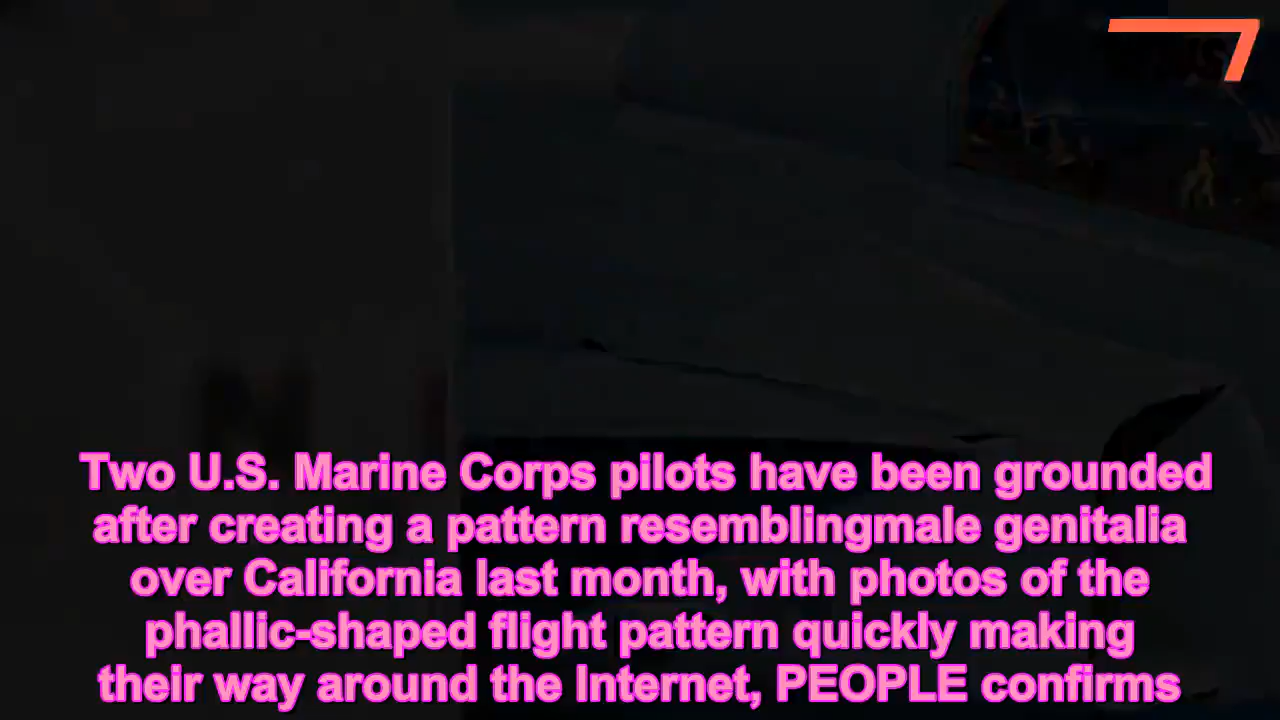 Two U.S. Marine Corps pilots have been grounded
after creating a pattern resemblingmale genitalia
over California last month, with photos of the
phallic-shaped flight pattern quickly making
their way around the Internet, PEOPLE confirms